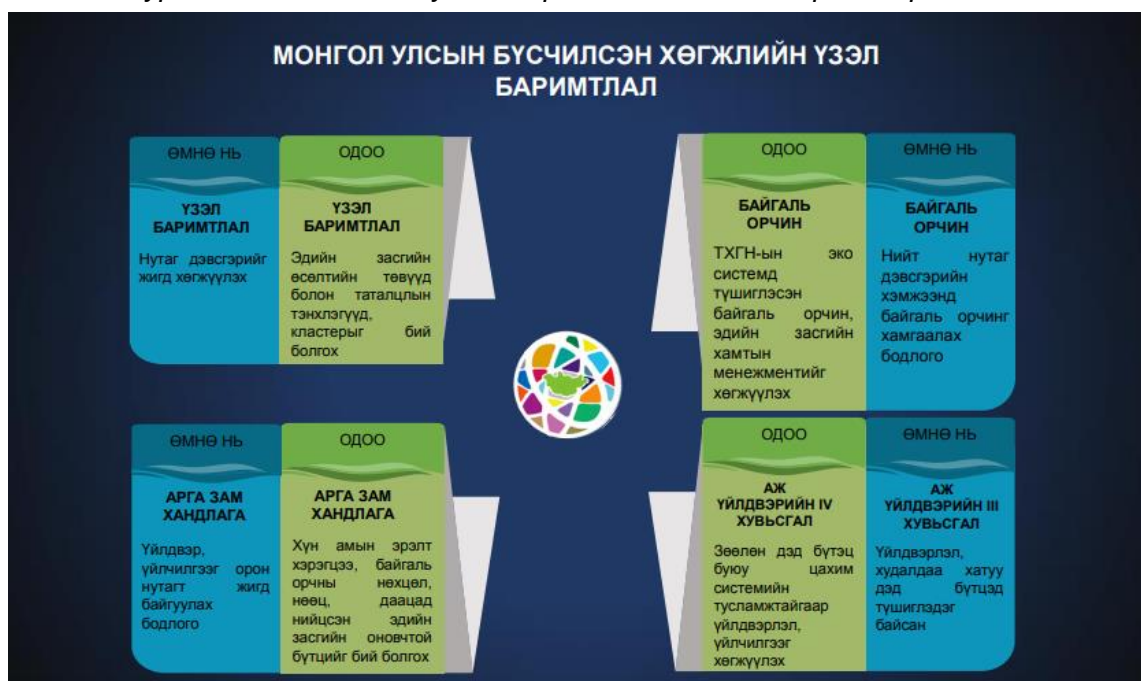 МОНГОЛ УЛСЫН БҮСЧИЛСЭН ХӨГЖЛИЙН ҮЗЭЛ
БАРИМТЛАЛ
ӨМНӨ НЬ
ҮЗЭЛ
БАРИМТЛАЛ
Нутаг дэвсгэрийг
жигд хөгжүүлэх
ОДОО
ҮЗЭЛ
БАРИМТЛАЛ
Эдийн засгийн
өсөлтийн төвүүд
болон таталцлын
тэнхлэгүүд,
кластерыг бий
болгох
ОДОО
БАЙГАЛЬ
ОРЧИН
ТХГН-ын эко
системд
түшиглэсэн
байгаль орчин,
эдийн засгийн
хамтын
менежментийг
хөгжүүлэх
ӨМНӨ НЬ
БАЙГАЛЬ
ОРЧИН
Нийт нутаг
дэвсгэрийн
хэмжээнд
байгаль орчинг
хамгаалах
бодлого
ӨМНӨ НЬ
АРГА ЗАМ
ХАНДЛАГА
Үйлдвэр,
үйлчилгээг орон
нутагт жигд
байгуулах
бодлого
ОДОО
АРГА ЗАМ
ХАНДЛАГА
Хүн амын эрэлт
хэрэгцээ, байгаль
орчны нөхцөл,
нөөц, даацад
нийцсэн эдийн
засгийн оновчтой
бүтцийг бий болгох
ОДОО
АЖ
ҮЙЛДВЭРИЙН IV
ХУВЬСГАЛ
Зөөлөн дэд бүтэц
буюу цахим
системийн
тусламжтайгаар
үйлдвэрлэл,
үйлчилгээг
хөгжүүлэх
ӨМНӨ НЬ
АЖ
ҮЙЛДВЭРИЙН III
ХУВЬСГАЛ
Үйлдвэрлэл,
худалдаа хатуу
дэд бүтцэд
түшиглэдэг
байсан